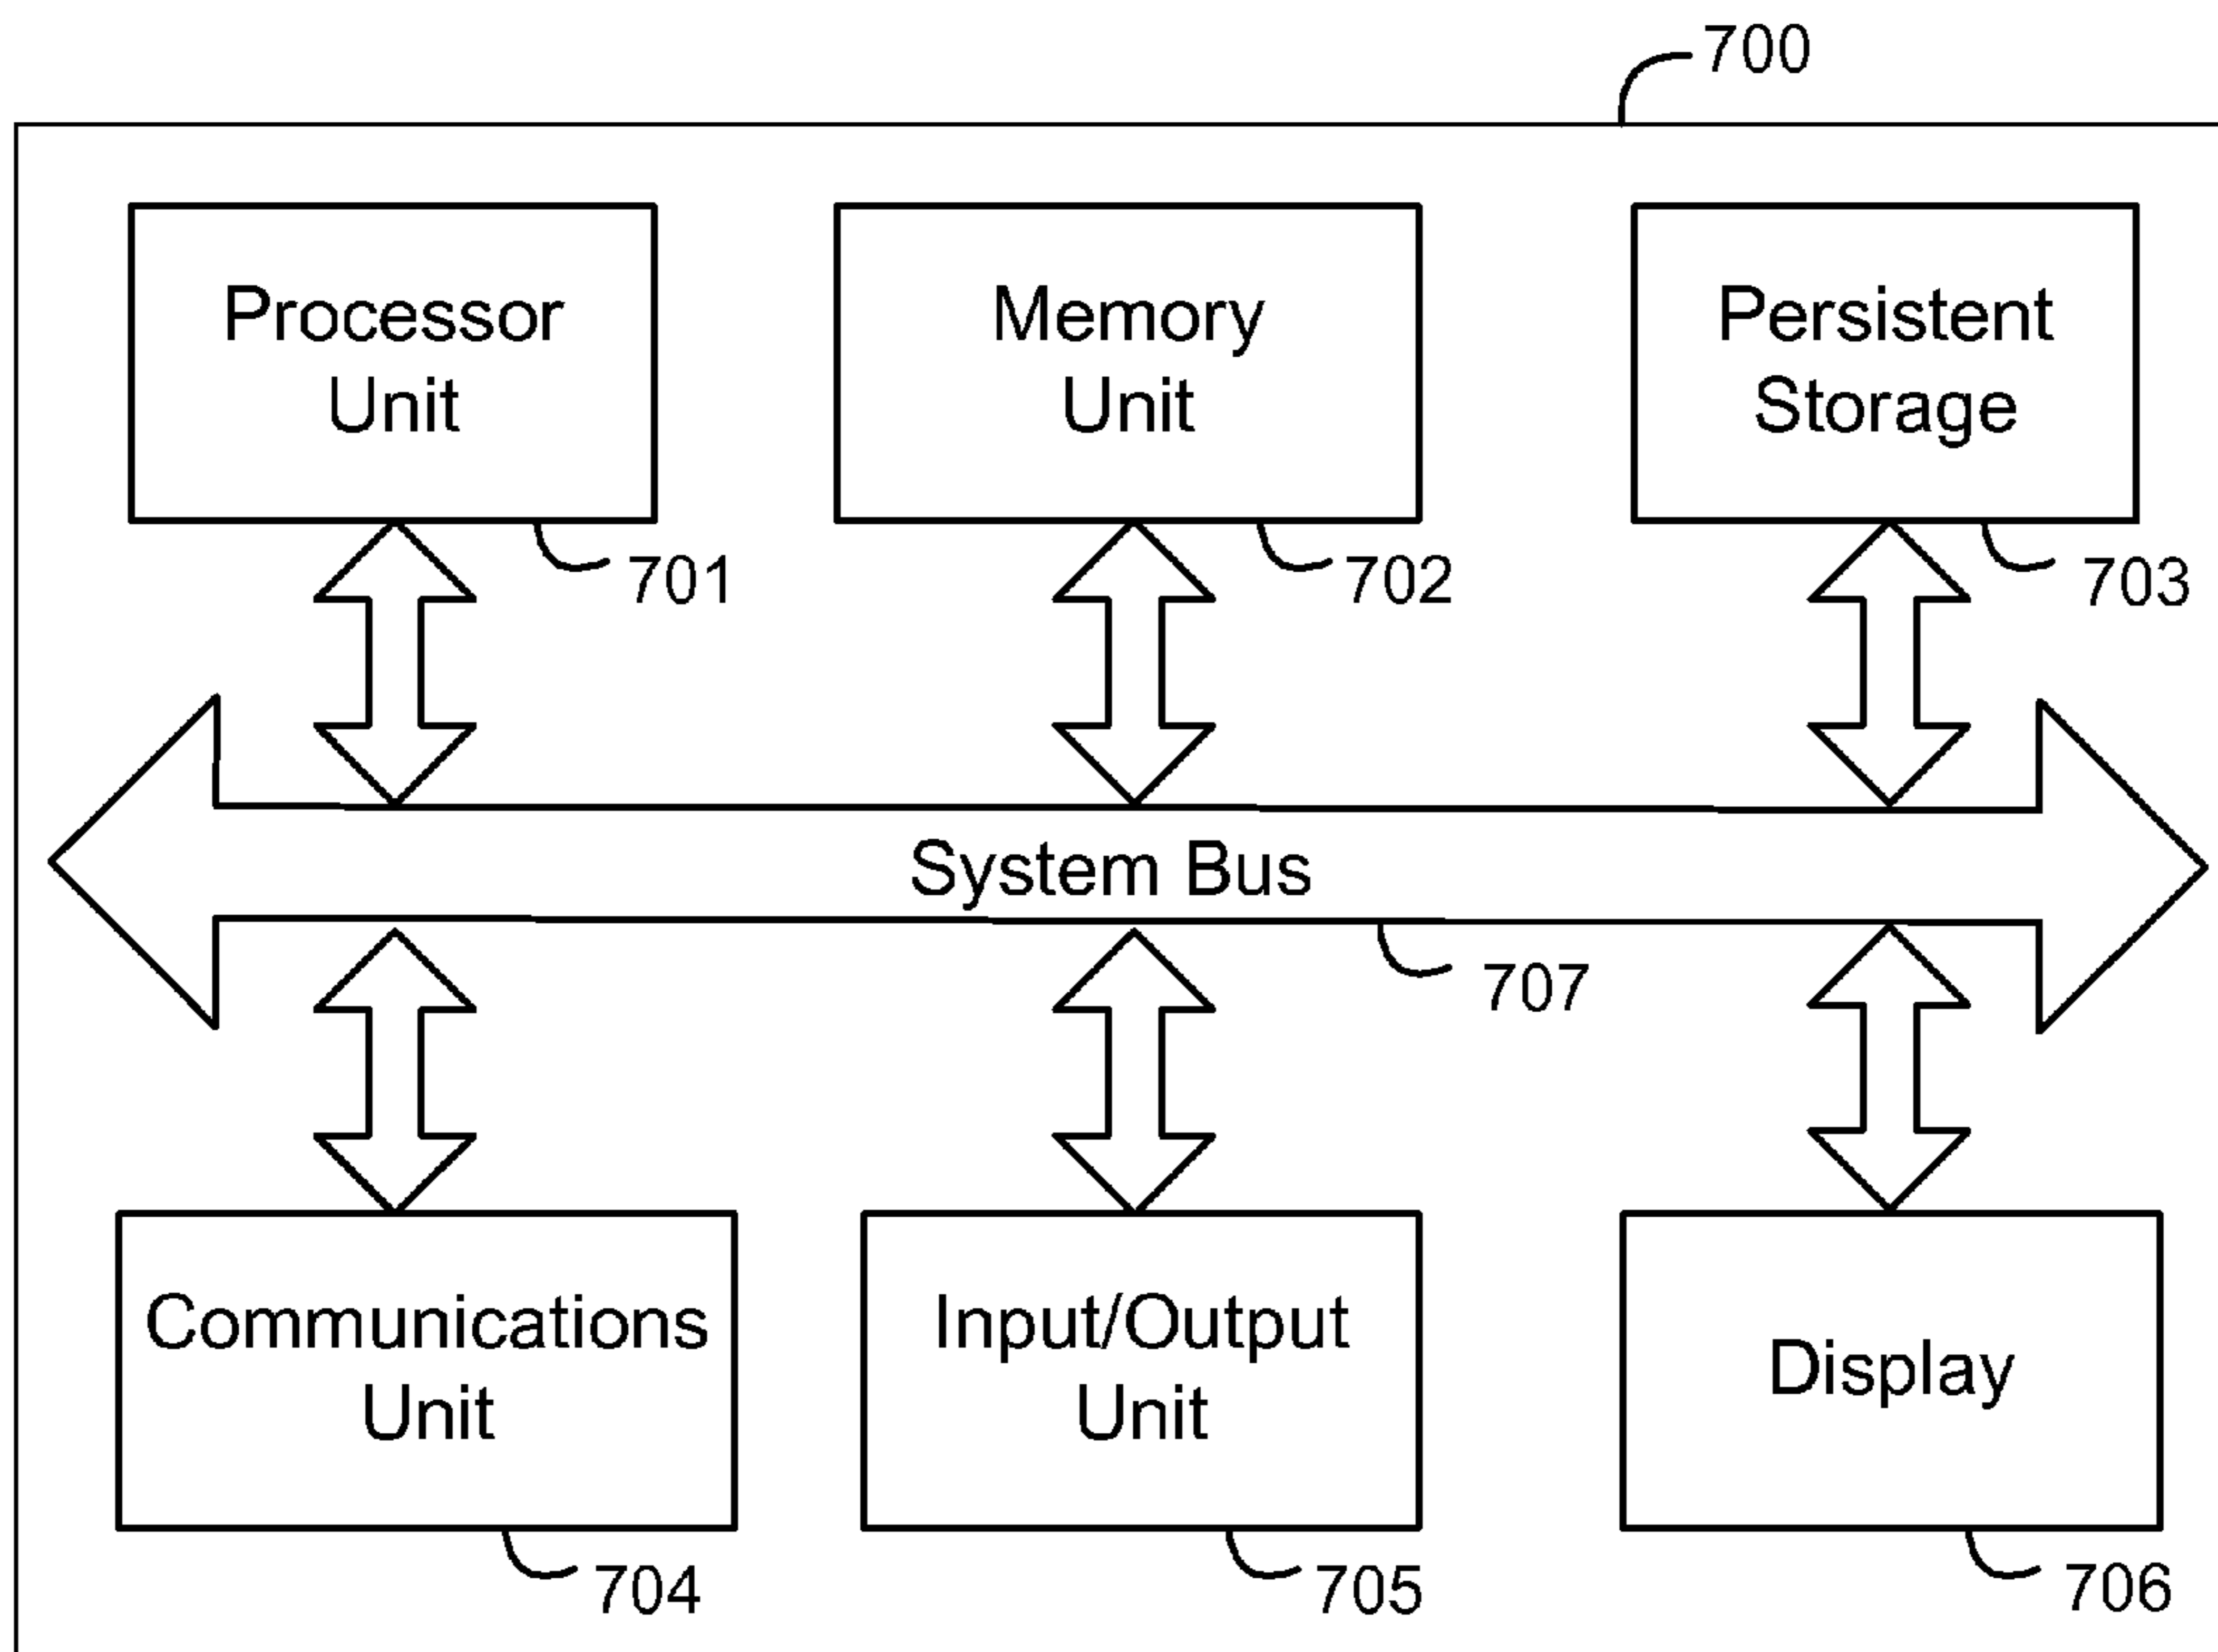 700
Processor
Unit
Memory
Unit
Persistent
Storage
701
702
703
System Bus
707
Communications
Unit
Input/Output
Unit
Display
704
705
706